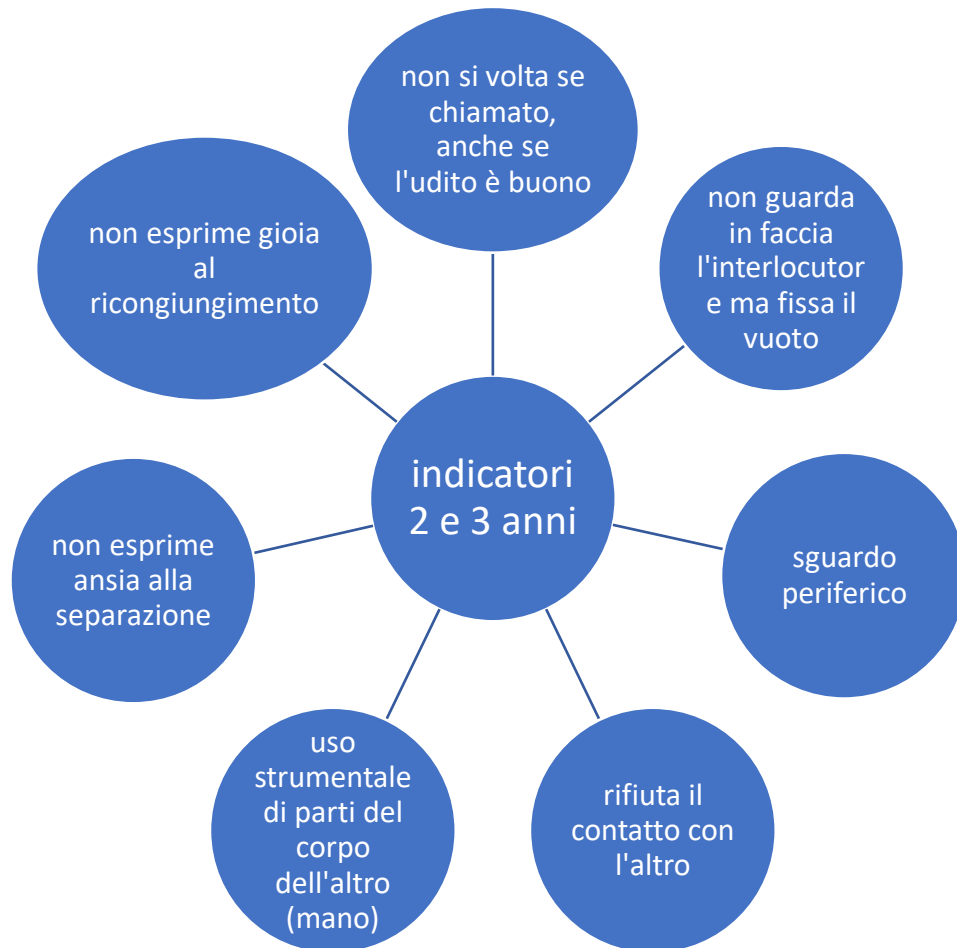 indicatori
2 e 3 anni
non si volta se
chiamato,
anche se
l'udito è buono
non guarda
in faccia
l'interlocutor
e ma fissa il
vuoto
sguardo
periferico
rifiuta il
contatto con
l'altro
uso
strumentale
di parti del
corpo
dell'altro
(mano)
non esprime
ansia alla
separazione
non esprime gioia
al
ricongiungimento